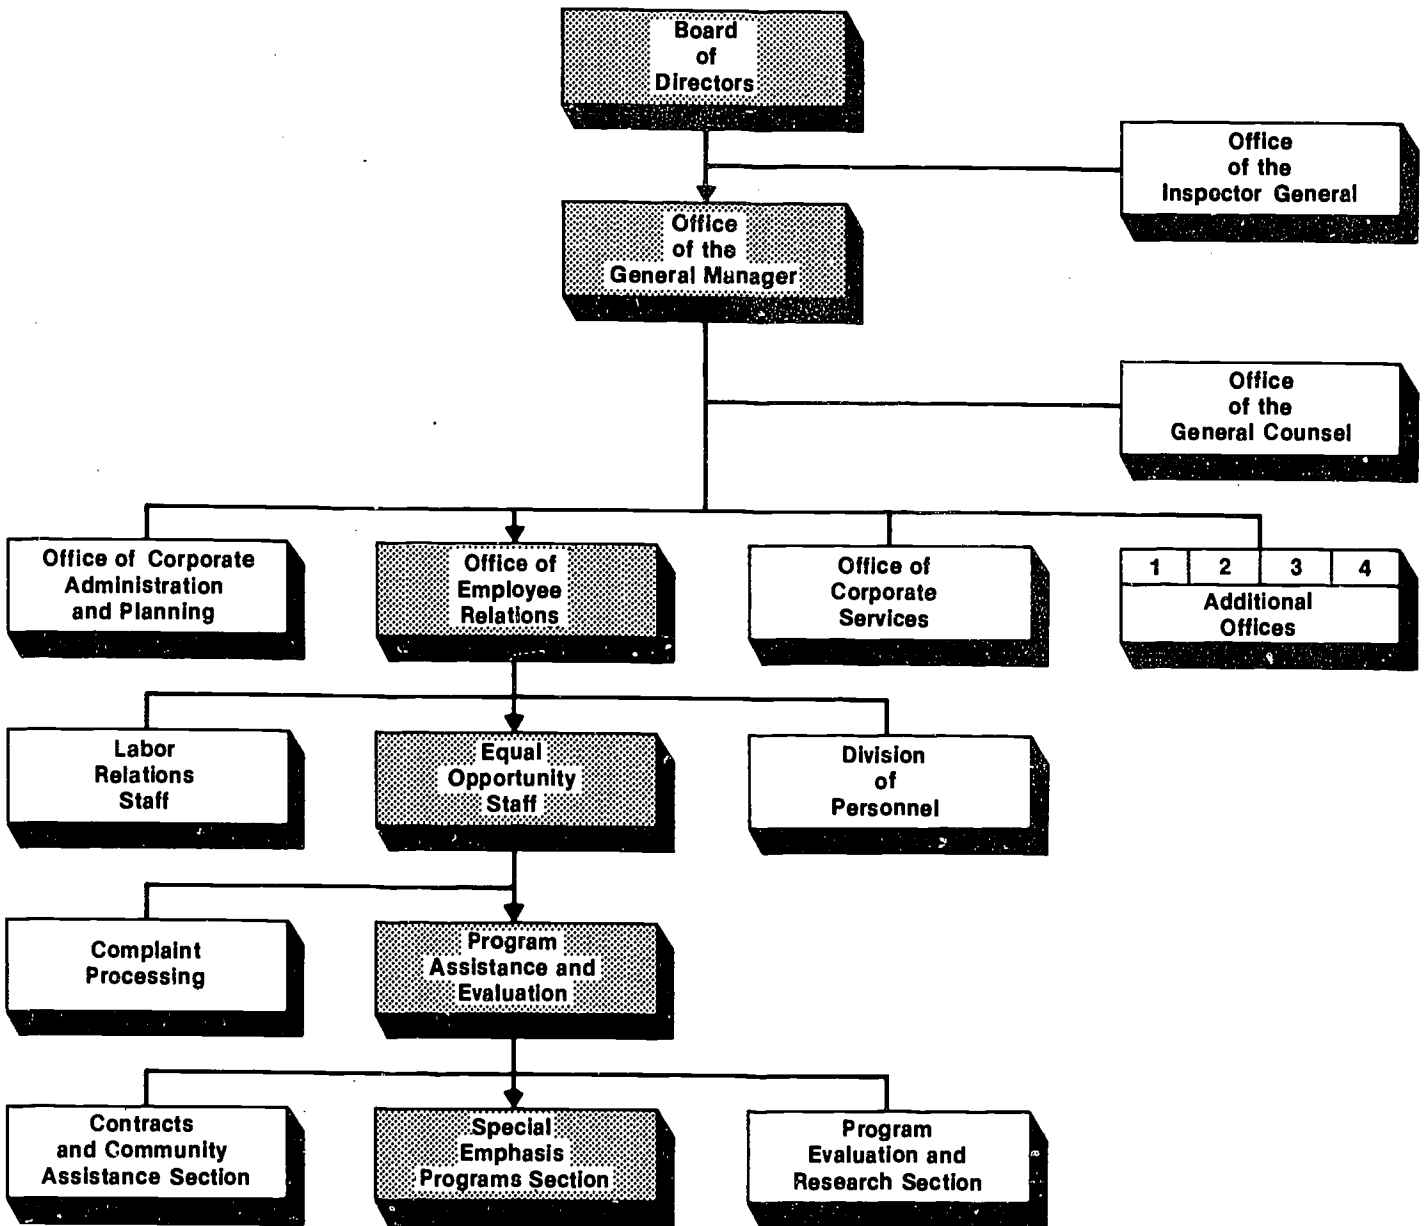 Board
of
Directors
Office
of the
Inspector General
Office
of the
General Manager
Office
of the
General Counsel
Office of Corporate
Administration
and Planning
Office of
Employee
Relations
Office of
Corporate
Services
1 2 3 4
Additional
Offices
Labor
Relations
Staff
Equal
Opportunity
Staff
Division
of
Personnel
Complaint
Processing
Program
Assistance and
Evaluation
Contracts
and Community
Assistance Section
Special
Emphasis
Programs Section
Program
Evaluation and
Research Section